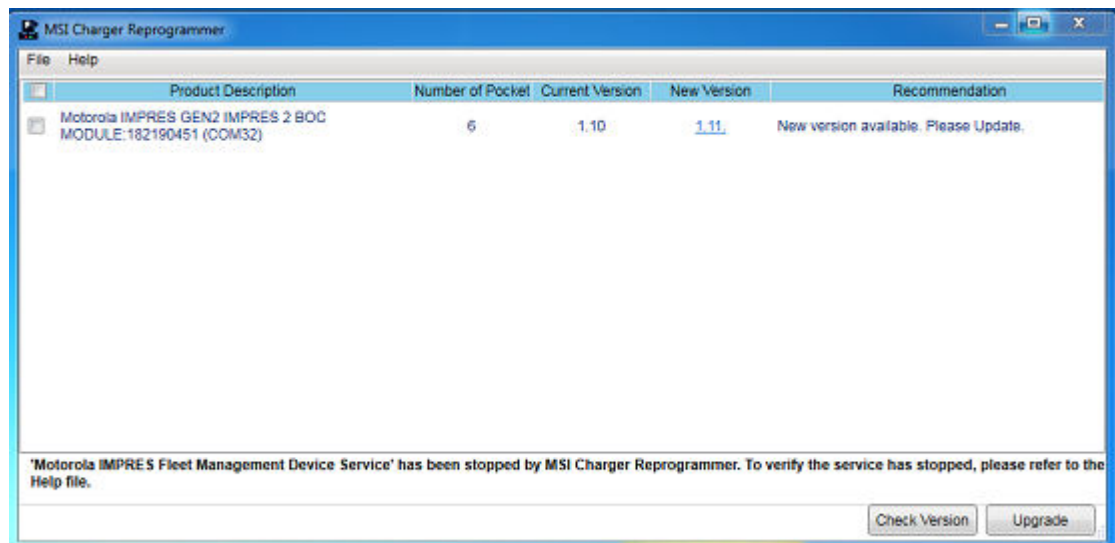 MSI Charger Reprogrammer
File Help
Product Description Number of Pocket Current Version New Version Recommendation
Motorola IMPRES GEN2 IMPRES 2 BOC
MODULE:182190451 (COM32) 6 1.10 1.11. New version available. Please Update.
'Motorola IMPRES Fleet Management Device Service' has been stopped by MSI Charger Reprogrammer. To verify the service has stopped, please refer to the
Help file.
Check Version Upgrade